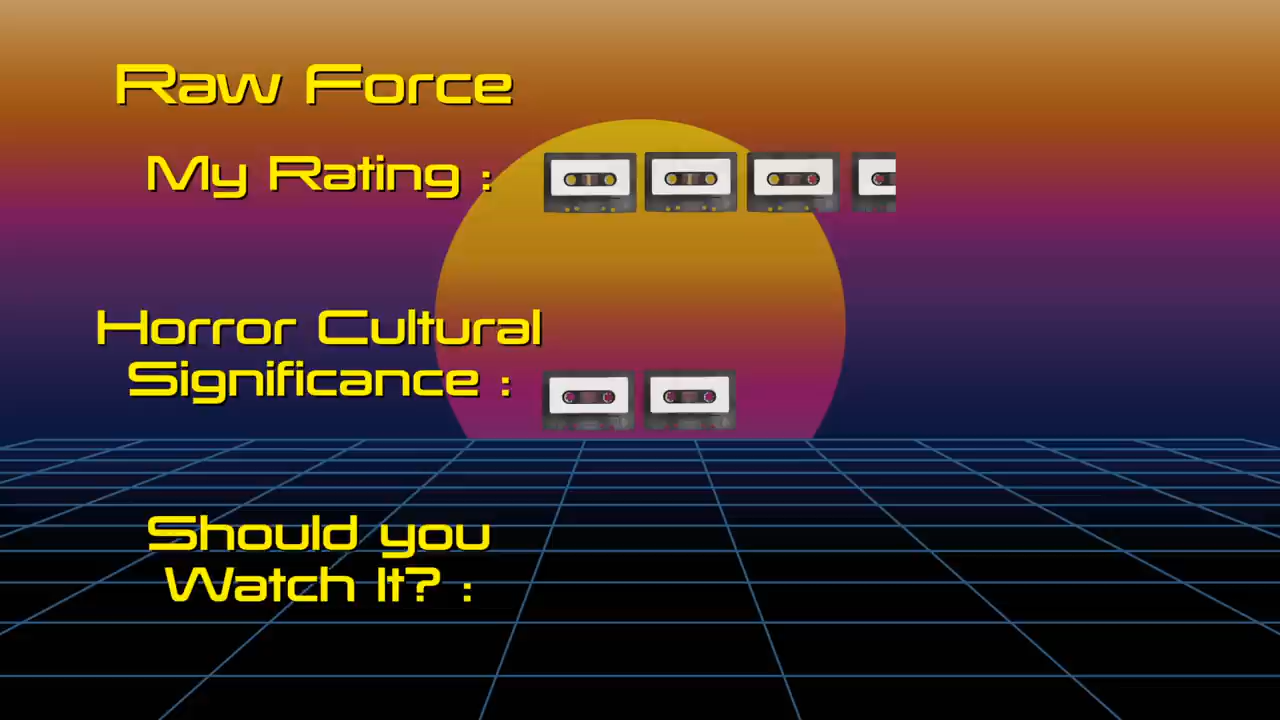 Raw Force
My Rating :
Horror Cultural
Significance :
Should you
Watch It? :